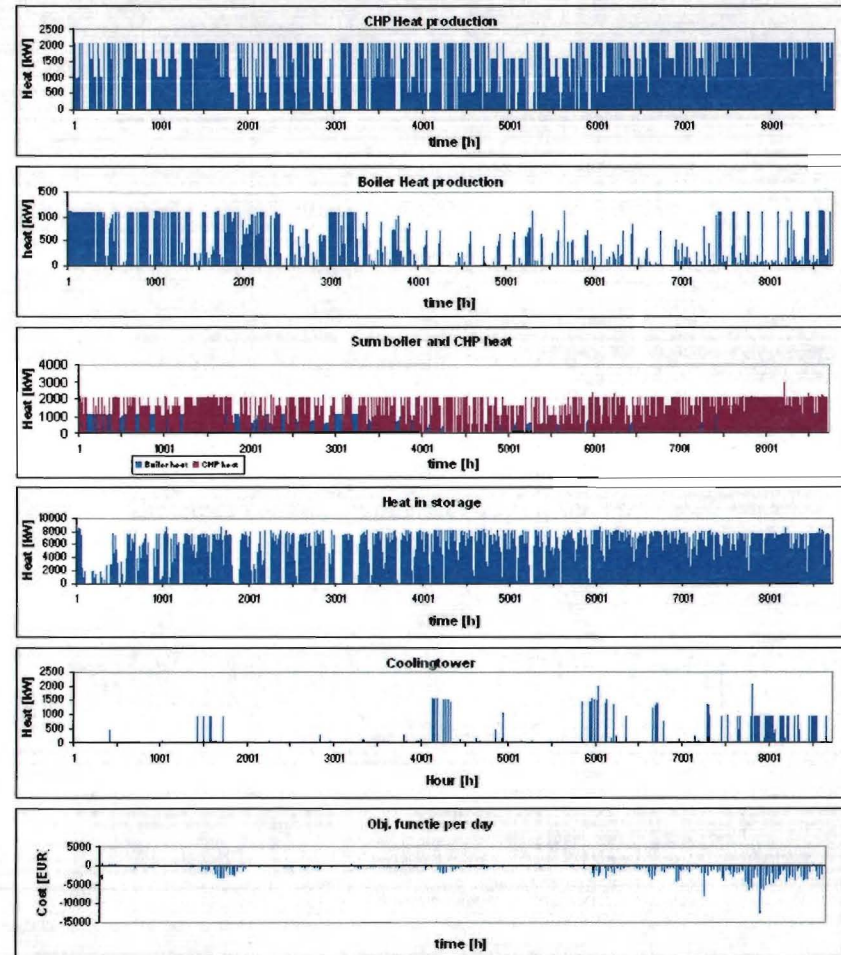 CHP Heat production
Heat [kW]
2500
2000
1500
1000
500
0
1 1001 2001 3001 4001 5001 6001 7001 8001
time [h]
Boiler Heat production
heat [kW]
500
0
1 1001 2001 3001 4001 5001 6001 7001 8001
time [h]
Sum boiler and CHP heat
Heat [kW]
4000
3000
2000
1000
0
1 1001 2001 3001 4001 5001 6001 7001 8001
Boiler heat CHP heat
time [h]
Heat in storage
Heat [kW]
10000
8000
6000
4000
2000
0
1 1001 2001 3001 4001 5001 6001 7001 8001
time [h]
Coolingtower
Heat [kW]
2500
2000
1500
1000
500
0
1 1001 2001 3001 4001 5001 6001 7001 8001
Hour [h]
Obj. functie per day
Cost [EUR]
5000
0
-5000
-10000
-15000
time [h]